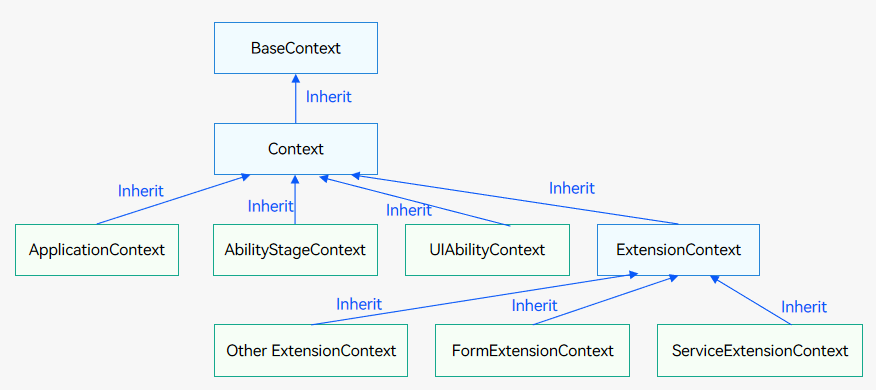 BaseContext
Inherit
Context
Inherit
Inherit
Inherit
Inherit
ApplicationContext
AbilityStageContext
UIAbilityContext
ExtensionContext
Inherit
Inherit
Inherit
Other ExtensionContext
FormExtensionContext
ServiceExtensionContext